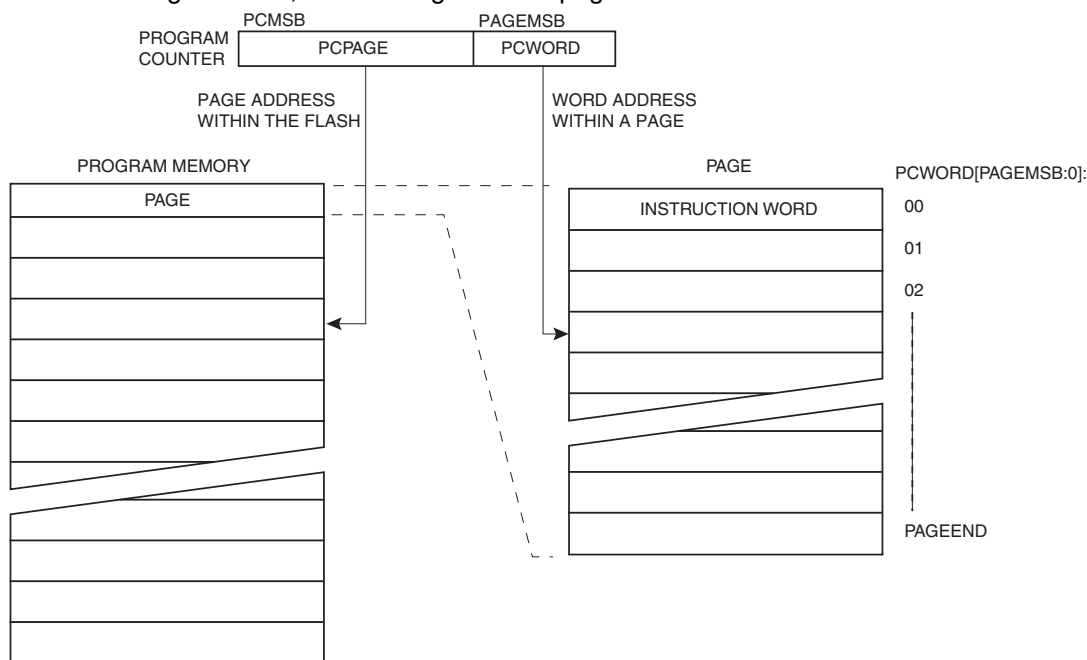 PCMSB PAGEMSB
PROGRAM
COUNTER
PCPAGE PCWORD
PAGE ADDRESS
WITHIN THE FLASH
WORD ADDRESS
WITHIN A PAGE
PROGRAM MEMORY
PAGE
PAGE
PCWORD[PAGEMSB:0]:
INSTRUCTION WORD
00
01
02
PAGEEND